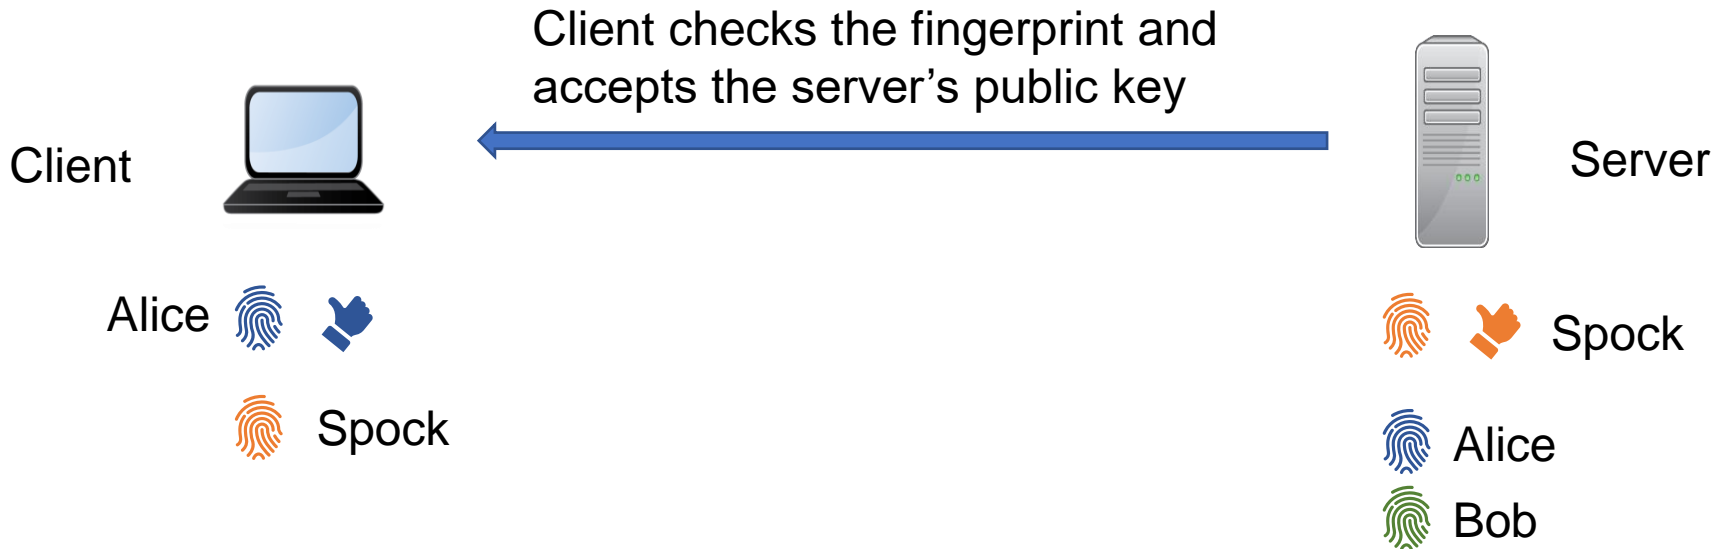 Client checks the fingerprint and
accepts the server's public key
Client
Server
Alice
Spock
Spock
Alice
Bob